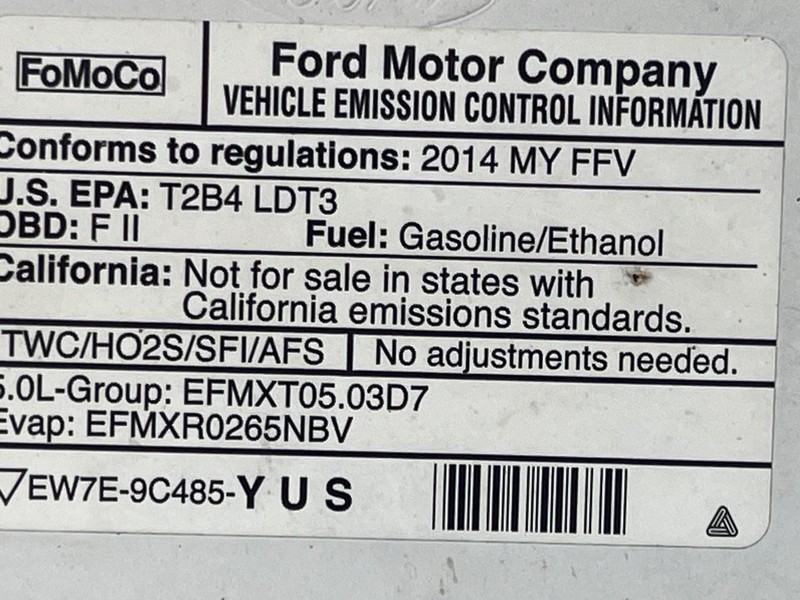 FoMoCo
Ford Motor Company
VEHICLE EMISSION CONTROL INFORMATION
Conforms to regulations: 2014 MY FFV
U.S. EPA: T2B4 LDT3
OBD: F II Fuel: Gasoline/Ethanol
California: Not for sale in states with
California emissions standards.
TWC/HO2S/SFI/AFS No adjustments needed.
5.0L-Group: EFMXT05.03D7
Evap: EFMXR0265NBV
EW7E-9C485-Y U S